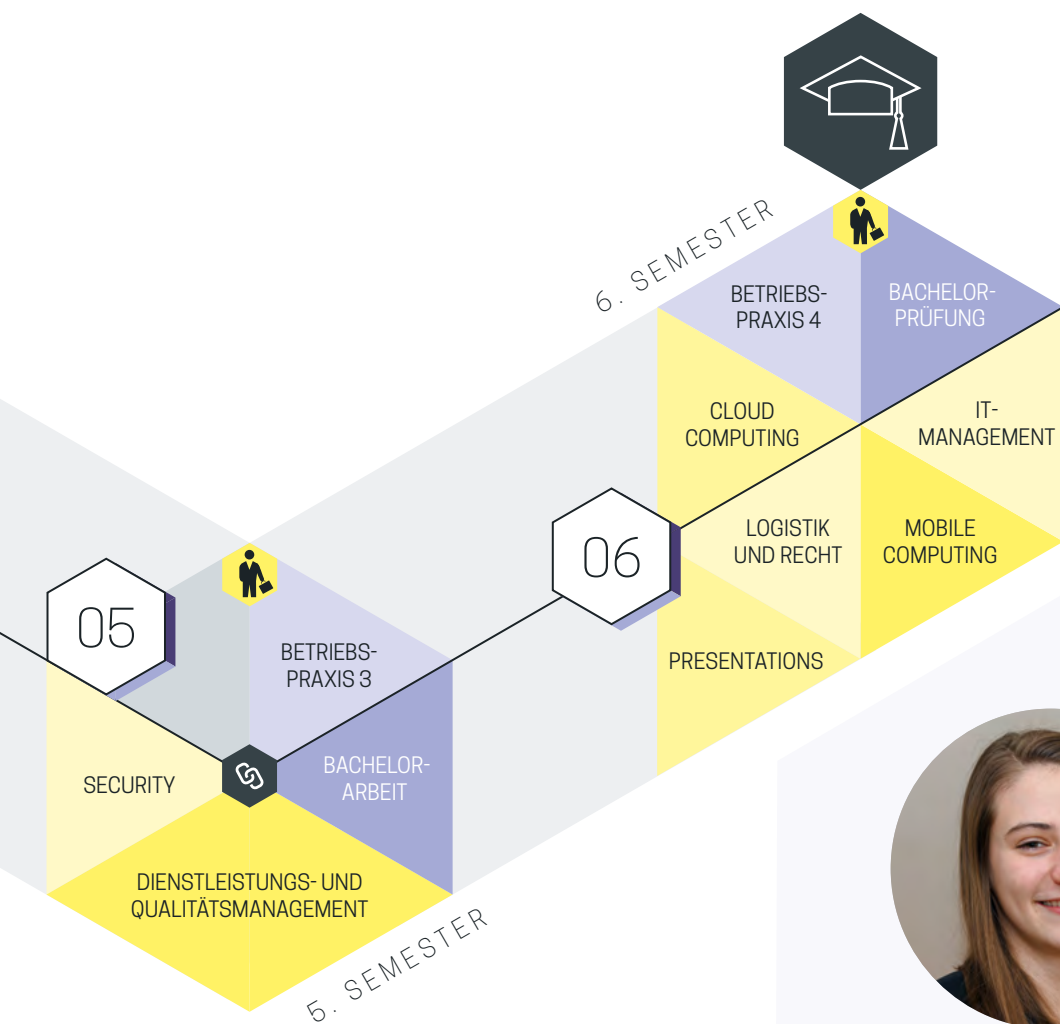 6. SEMESTER
BETRIEBS-
PRAXIS 4
BACHELOR-
PRÜFUNG
CLOUD
COMPUTING
IT-
MANAGEMENT
06
LOGISTIK
UND RECHT
MOBILE
COMPUTING
PRESENTATIONS
05
BETRIEBS-
PRAXIS 3
SECURITY
BACHELOR-
ARBEIT
DIENSTLEISTUNGS- UND
QUALITÄTSMANAGEMENT
5. SEMESTER